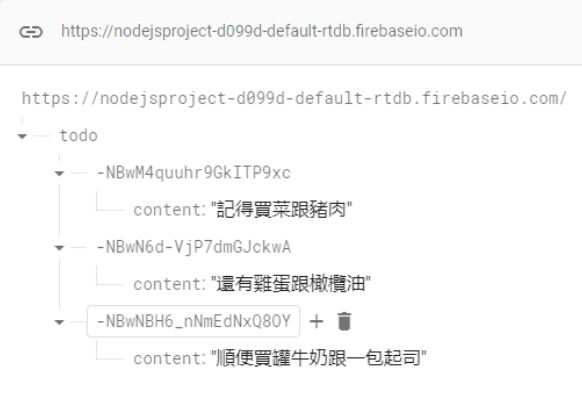 https://nodejsproject-d099d-default-rtdb.firebaseio.com
https://nodejsproject-d099d-default-rtdb.firebaseio.com/
todo
-NBwM4quuhr9GkITP9xc
content: "記得買菜跟豬肉"
-NBwN6d-VjP7dmGJckwA
content: "還有雞蛋跟橄欖油"
-NBwNBH6_nNmEdNxQ8OY
content: "順便買罐牛奶跟一包起司"